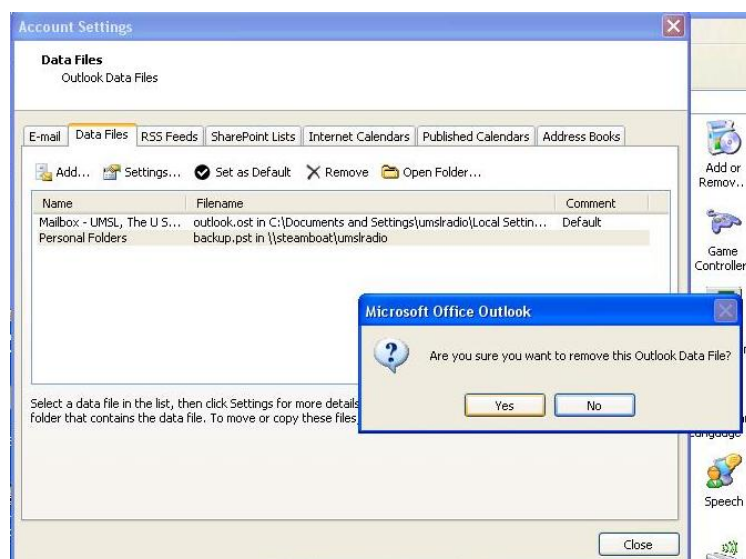 Account Settings
Data Files
Outlook Data Files
E-mail Data Files RSS Feeds SharePoint Lists Internet Calendars Published Calendars Address Books
Add... Settings... Set as Default Remove Open Folder...
Name Filename Comment
Mailbox - UMSL, The U S... outlook.ost in C:\Documents and Settings\umslradio\Local Settin... Default
Personal Folders backup.pst in \\steamboat\umslradio
Add or
Remov...
Game
Controller
Microsoft Office Outlook
Are you sure you want to remove this Outlook Data File?
Yes No
Select a data file in the list, then click Settings for more details
folder that contains the data file. To move or copy these files,
Language
Speech
Close